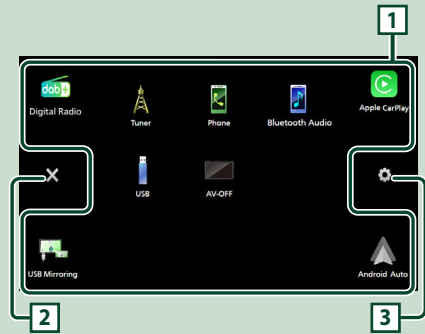 1
dab+
Digital Radio
Tuner
Phone
Bluetooth Audio
Apple CarPlay
USB
AV-OFF
USB Mirroring
Android Auto
2
3